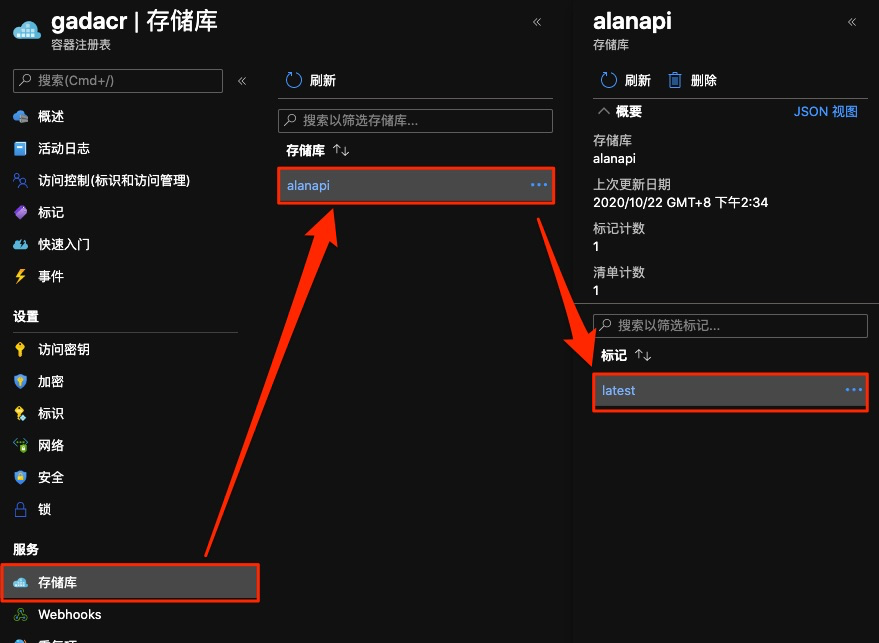 gadacr | 存储库
容器注册表
搜索(Cmd+/)
概述
活动日志
访问控制(标识和访问管理)
标记
快速入门
事件
设置
访问密钥
加密
标识
网络
安全
锁
服务
存储库
Webhooks
刷新
搜索以筛选存储库...
存储库
alanapi
alanapi
存储库
刷新 删除
概要 JSON 视图
存储库
alanapi
上次更新日期
2020/10/22 GMT+8 下午2:34
标记计数
1
清单计数
1
搜索以筛选标记...
标记
latest